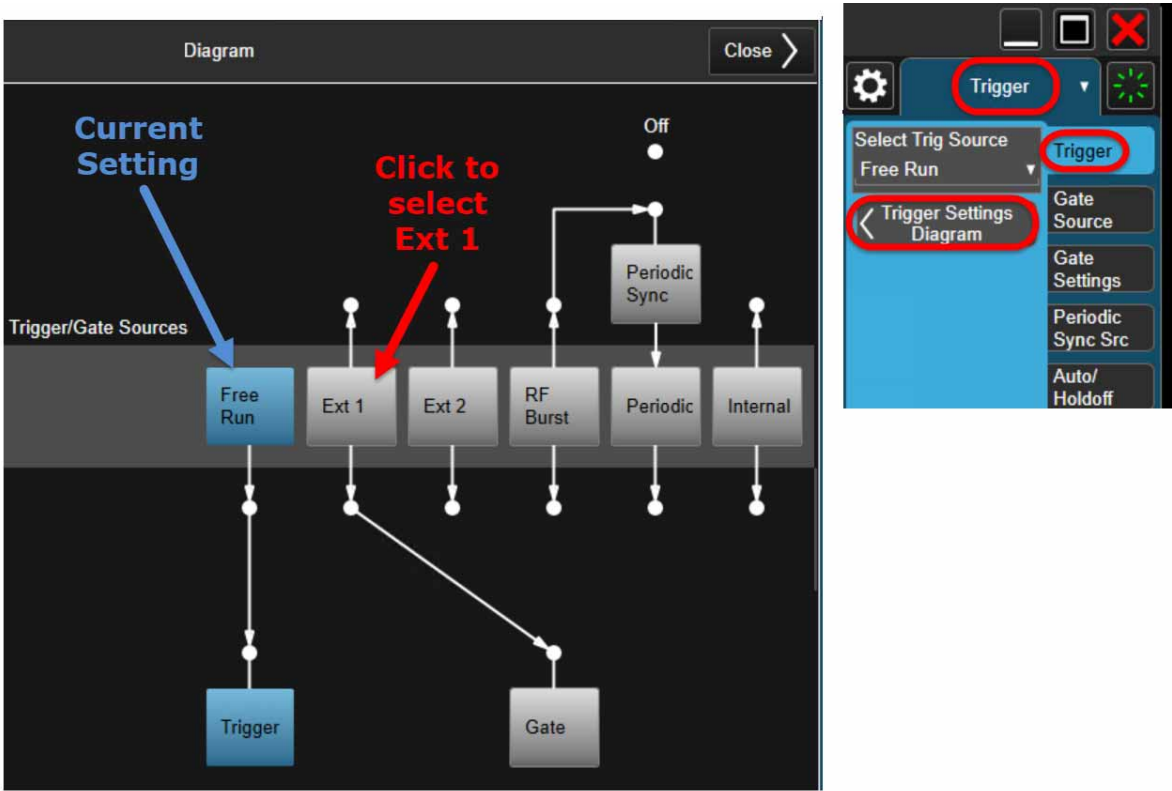 Diagram
Close
Current
Setting
Click to
select
Ext 1
Off
Periodic
Sync
Trigger/Gate Sources
Free
Run
Ext 1
Ext 2
RF
Burst
Periodic
Internal
Trigger
Gate
Trigger
Select Trig Source
Free Run
Trigger Settings
Diagram
Trigger
Gate
Source
Gate
Settings
Periodic
Sync Src
Auto/
Holdoff